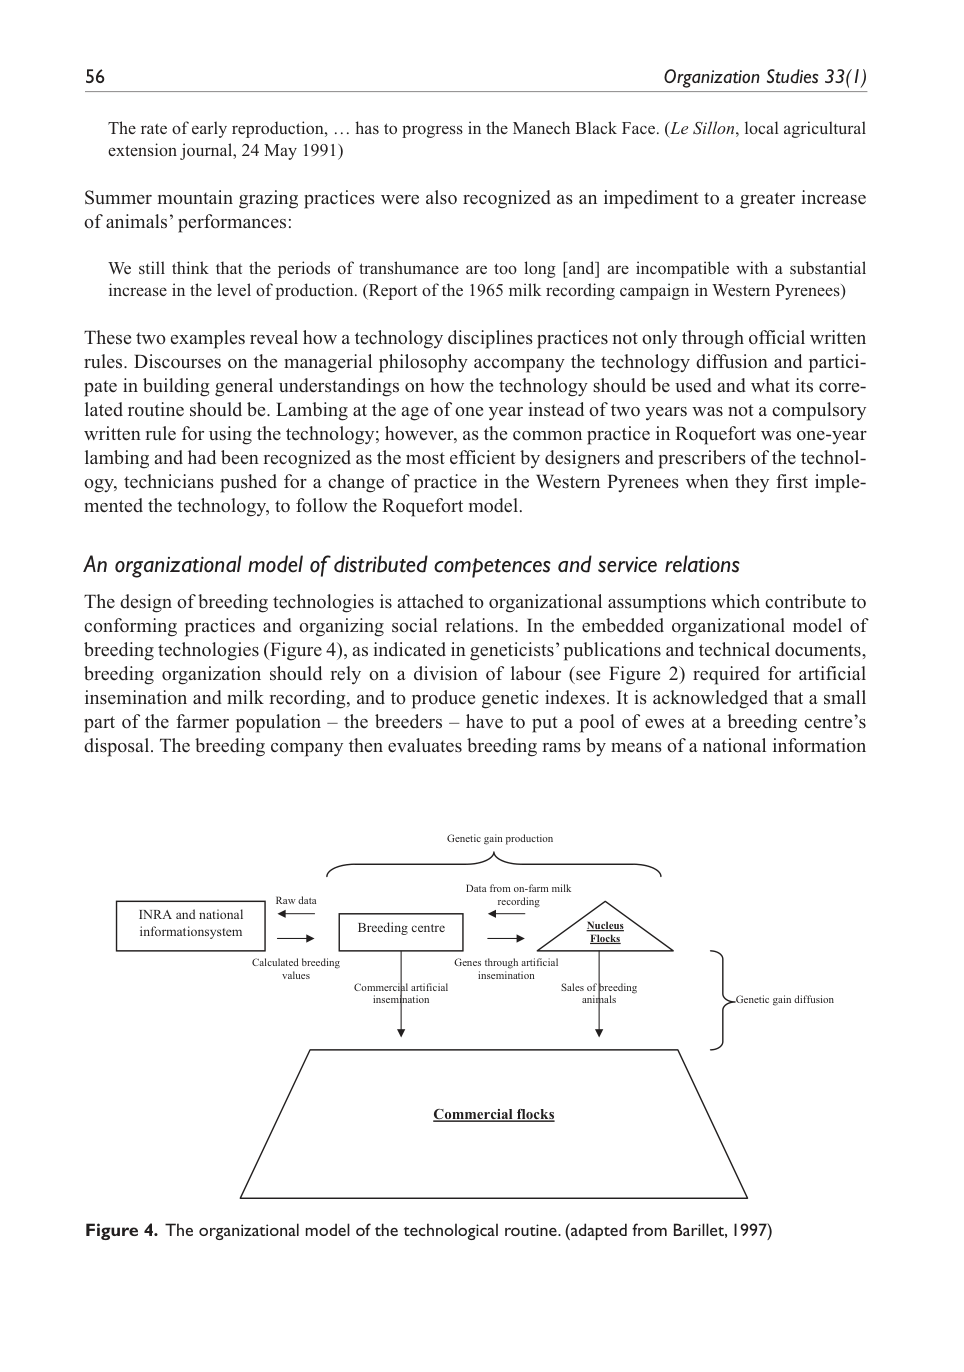 56
Organization Studies 33(1)
The rate of early reproduction, … has to progress in the Manech Black Face. (Le Sillon, local agricultural
extension journal, 24 May 1991)
Summer mountain grazing practices were also recognized as an impediment to a greater increase
of animals’ performances:
We still think that the periods of transhumance are too long [and] are incompatible with a substantial
increase in the level of production. (Report of the 1965 milk recording campaign in Western Pyrenees)
These two examples reveal how a technology disciplines practices not only through official written
rules. Discourses on the managerial philosophy accompany the technology diffusion and partici-
pate in building general understandings on how the technology should be used and what its corre-
lated routine should be. Lambing at the age of one year instead of two years was not a compulsory
written rule for using the technology; however, as the common practice in Roquefort was one-year
lambing and had been recognized as the most efficient by designers and prescribers of the technol-
ogy, technicians pushed for a change of practice in the Western Pyrenees when they first imple-
mented the technology, to follow the Roquefort model.
An organizational model of distributed competences and service relations
The design of breeding technologies is attached to organizational assumptions which contribute to
conforming practices and organizing social relations. In the embedded organizational model of
breeding technologies (Figure 4), as indicated in geneticists’ publications and technical documents,
breeding organization should rely on a division of labour (see Figure 2) required for artificial
insemination and milk recording, and to produce genetic indexes. It is acknowledged that a small
part of the farmer population – the breeders – have to put a pool of ewes at a breeding centre’s
disposal. The breeding company then evaluates breeding rams by means of a national information
Genetic gain production
Raw data
Data from on-farm milk
recording
INRA and national
informationsystem
Breeding centre
Nucleus
Flocks
Calculated breeding
values
Genes through artificial
insemination
Commercial artificial
insemination
Sales of breeding
animals
Genetic gain diffusion
Commercial flocks
Figure 4. The organizational model of the technological routine. (adapted from Barillet, 1997)